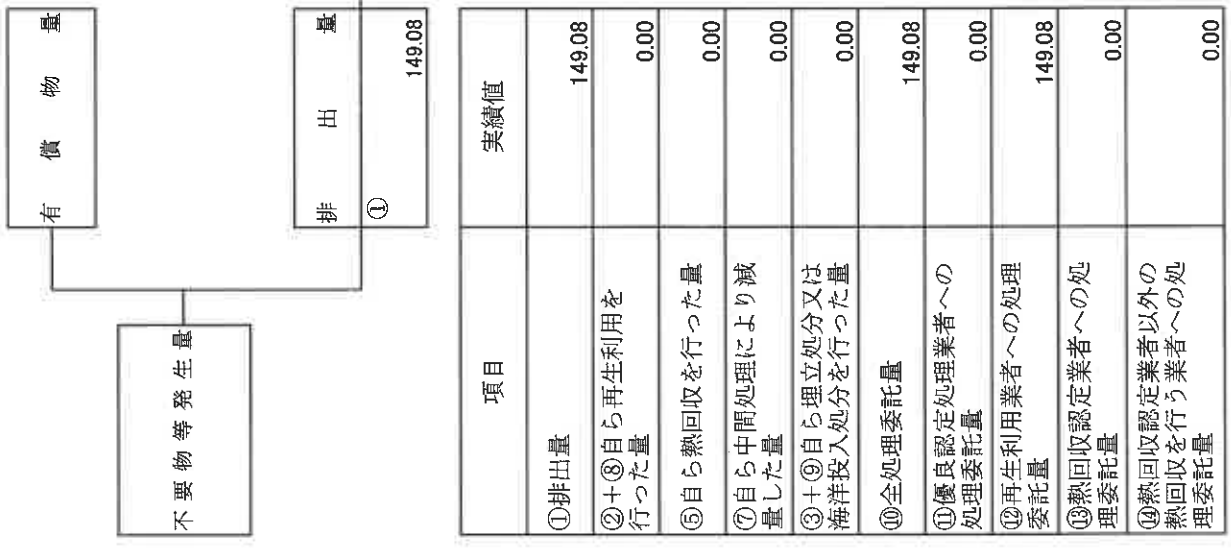 有償物量
不要物等発生量
排出量
①
149.08
項目
実績値
①排出量
149.08
②+⑧自ら再生利用を
行った量
0.00
⑤自ら熱回収を行った量
0.00
⑦自ら中間処理により減
量した量
0.00
③+⑨自ら埋立処分又は
海洋投入処分を行った量
0.00
⑩全処理委託量
149.08
⑪優良認定処理業者への
処理委託量
0.00
⑫再生利用業者への処理
委託量
149.08
⑬熱回収認定業者への処
理委託量
0.00
⑭熱回収認定業者以外の
熱回収を行う業者への処
理委託量
0.00